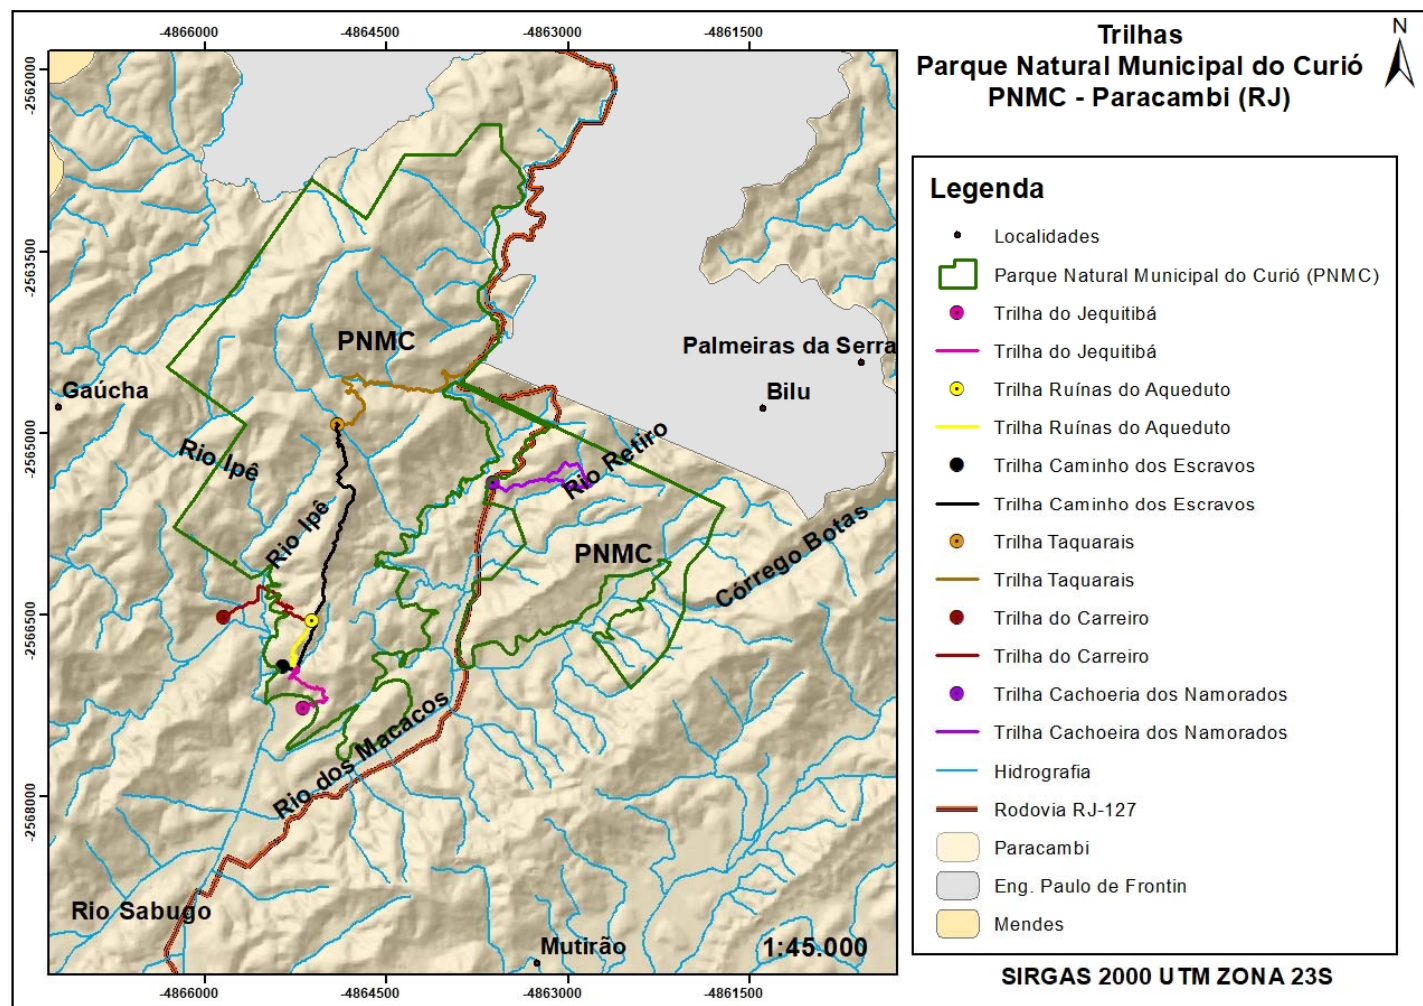 Trilhas
Parque Natural Municipal do Curió
PNMC - Paracambi (RJ)
N
-4866000 -4864500 -4863000 -4861500
-2562000
-2563500
-2565000
-2566500
-2568000
PNMC
Palmeiras da Serra
Bilu
Gaúcha
Rio Ipê
Rio Ipê
Rio Retiro
PNMC
Córrego Botas
Rio dos Macacos
Rio Sabugo
Mutirão
1:45.000
-4866000 -4864500 -4863000 -4861500
Legenda
Localidades
Parque Natural Municipal do Curió (PNMC)
Trilha do Jequitibá
Trilha do Jequitibá
Trilha Ruínas do Aqueduto
Trilha Ruínas do Aqueduto
Trilha Caminho dos Escravos
Trilha Caminho dos Escravos
Trilha Taquarais
Trilha Taquarais
Trilha do Carreiro
Trilha do Carreiro
Trilha Cachoeria dos Namorados
Trilha Cachoeira dos Namorados
Hidrografia
Rodovia RJ-127
Paracambi
Eng. Paulo de Frontin
Mendes
SIRGAS 2000 UTM ZONA 23S